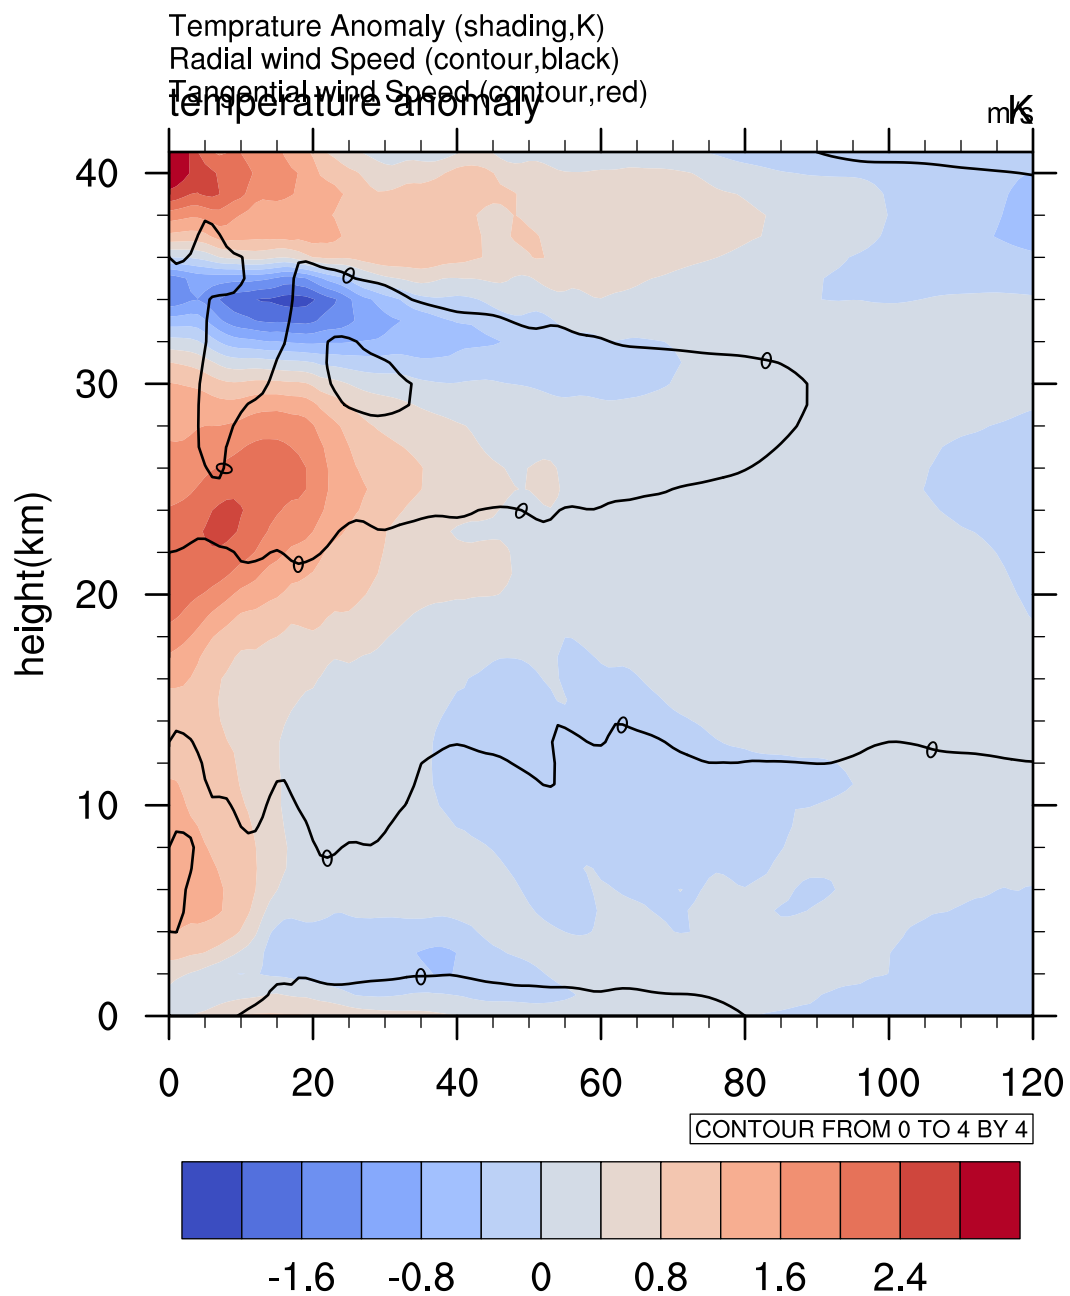 Temprature Anomaly (shading,K)
Radial wind Speed (contour,black)
Tangential wind Speed (contour,red)
temperature anomaly
m/s
K
40
30
20
10
0
height(km)
0
0
0
0
0
0
0
0
0
0 20 40 60 80 100 120
CONTOUR FROM 0 TO 4 BY 4
-1.6 -0.8 0 0.8 1.6 2.4